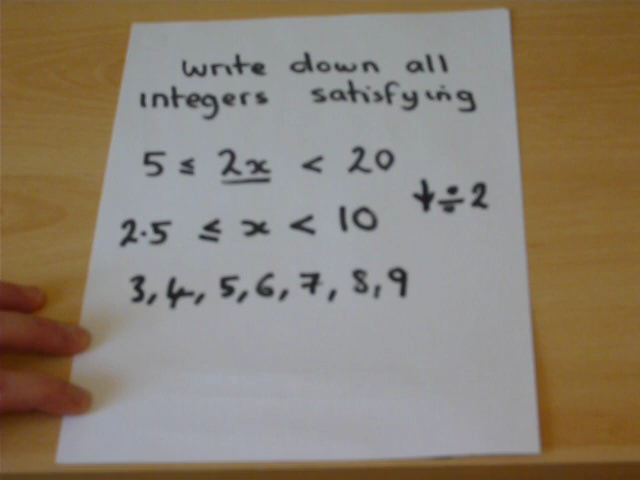 write down all
integers satisfying
5 ≤ 2x < 20
↓÷2
2.5 ≤ x < 10
3, 4, 5, 6, 7, 8, 9